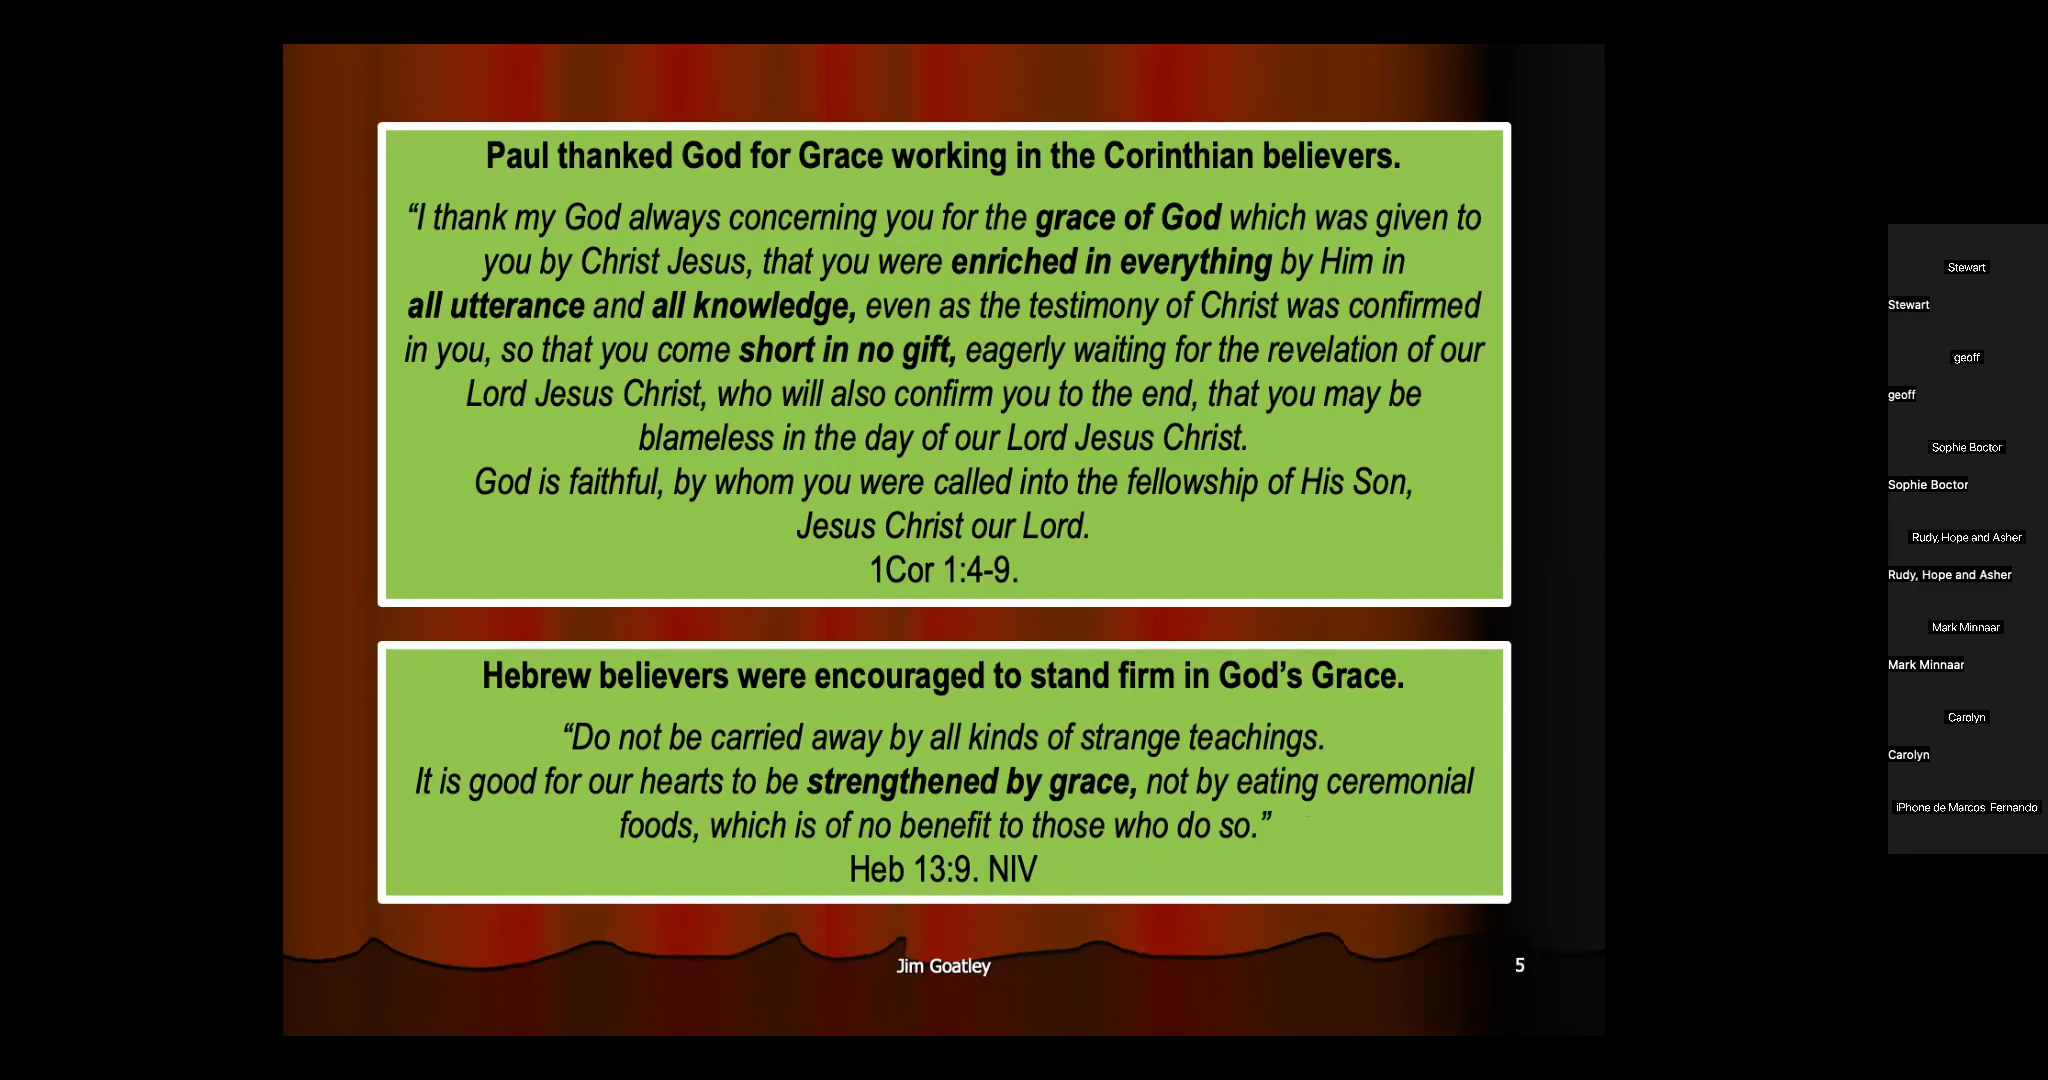 Paul thanked God for Grace working in the Corinthian believers.
“I thank my God always concerning you for the grace of God which was given to
you by Christ Jesus, that you were enriched in everything by Him in
all utterance and all knowledge, even as the testimony of Christ was confirmed
in you, so that you come short in no gift, eagerly waiting for the revelation of our
Lord Jesus Christ, who will also confirm you to the end, that you may be
blameless in the day of our Lord Jesus Christ.
God is faithful, by whom you were called into the fellowship of His Son,
Jesus Christ our Lord.
1Cor 1:4-9.
Hebrew believers were encouraged to stand firm in God’s Grace.
“Do not be carried away by all kinds of strange teachings.
It is good for our hearts to be strengthened by grace, not by eating ceremonial
foods, which is of no benefit to those who do so.”
Heb 13:9. NIV
Jim Goatley
5
Stewart
Stewart
geoff
geoff
Sophie Boctor
Sophie Boctor
Rudy, Hope and Asher
Rudy, Hope and Asher
Mark Minnaar
Mark Minnaar
Carolyn
Carolyn
iPhone de Marcos Fernando